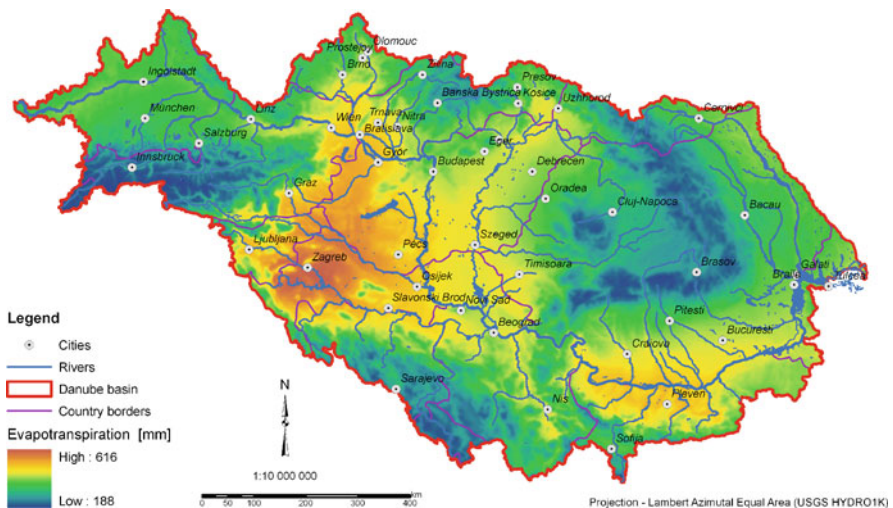 Olomouc
Prostejov
Brno
Zilina
Ingolstadt
Presov
Banska Bystrica
Kosice
Uzhhorod
München
Linz
Trnava
Nitra
Cernivci
Wien
Bratislava
Salzburg
Eger
Györ
Innsbruck
Budapest
Debrecen
Graz
Oradea
Cluj-Napoca
Bacau
Ljubljana
Pécs
Szeged
Zagreb
Timisoara
Brasov
Galati
Braila
Tulcea
Osijek
Slavonski Brod
Novi Sad
Pitesti
Beograd
Bucuresti
Craiova
Sarajevo
Nis
Pleven
Sofija
Legend
Cities
Rivers
Danube basin
Country borders
Evapotranspiration [mm]
High : 616
Low : 188
N
1:10 000 000
0 50 100 200 300 400
km
Projection - Lambert Azimutal Equal Area (USGS HYDRO1K)